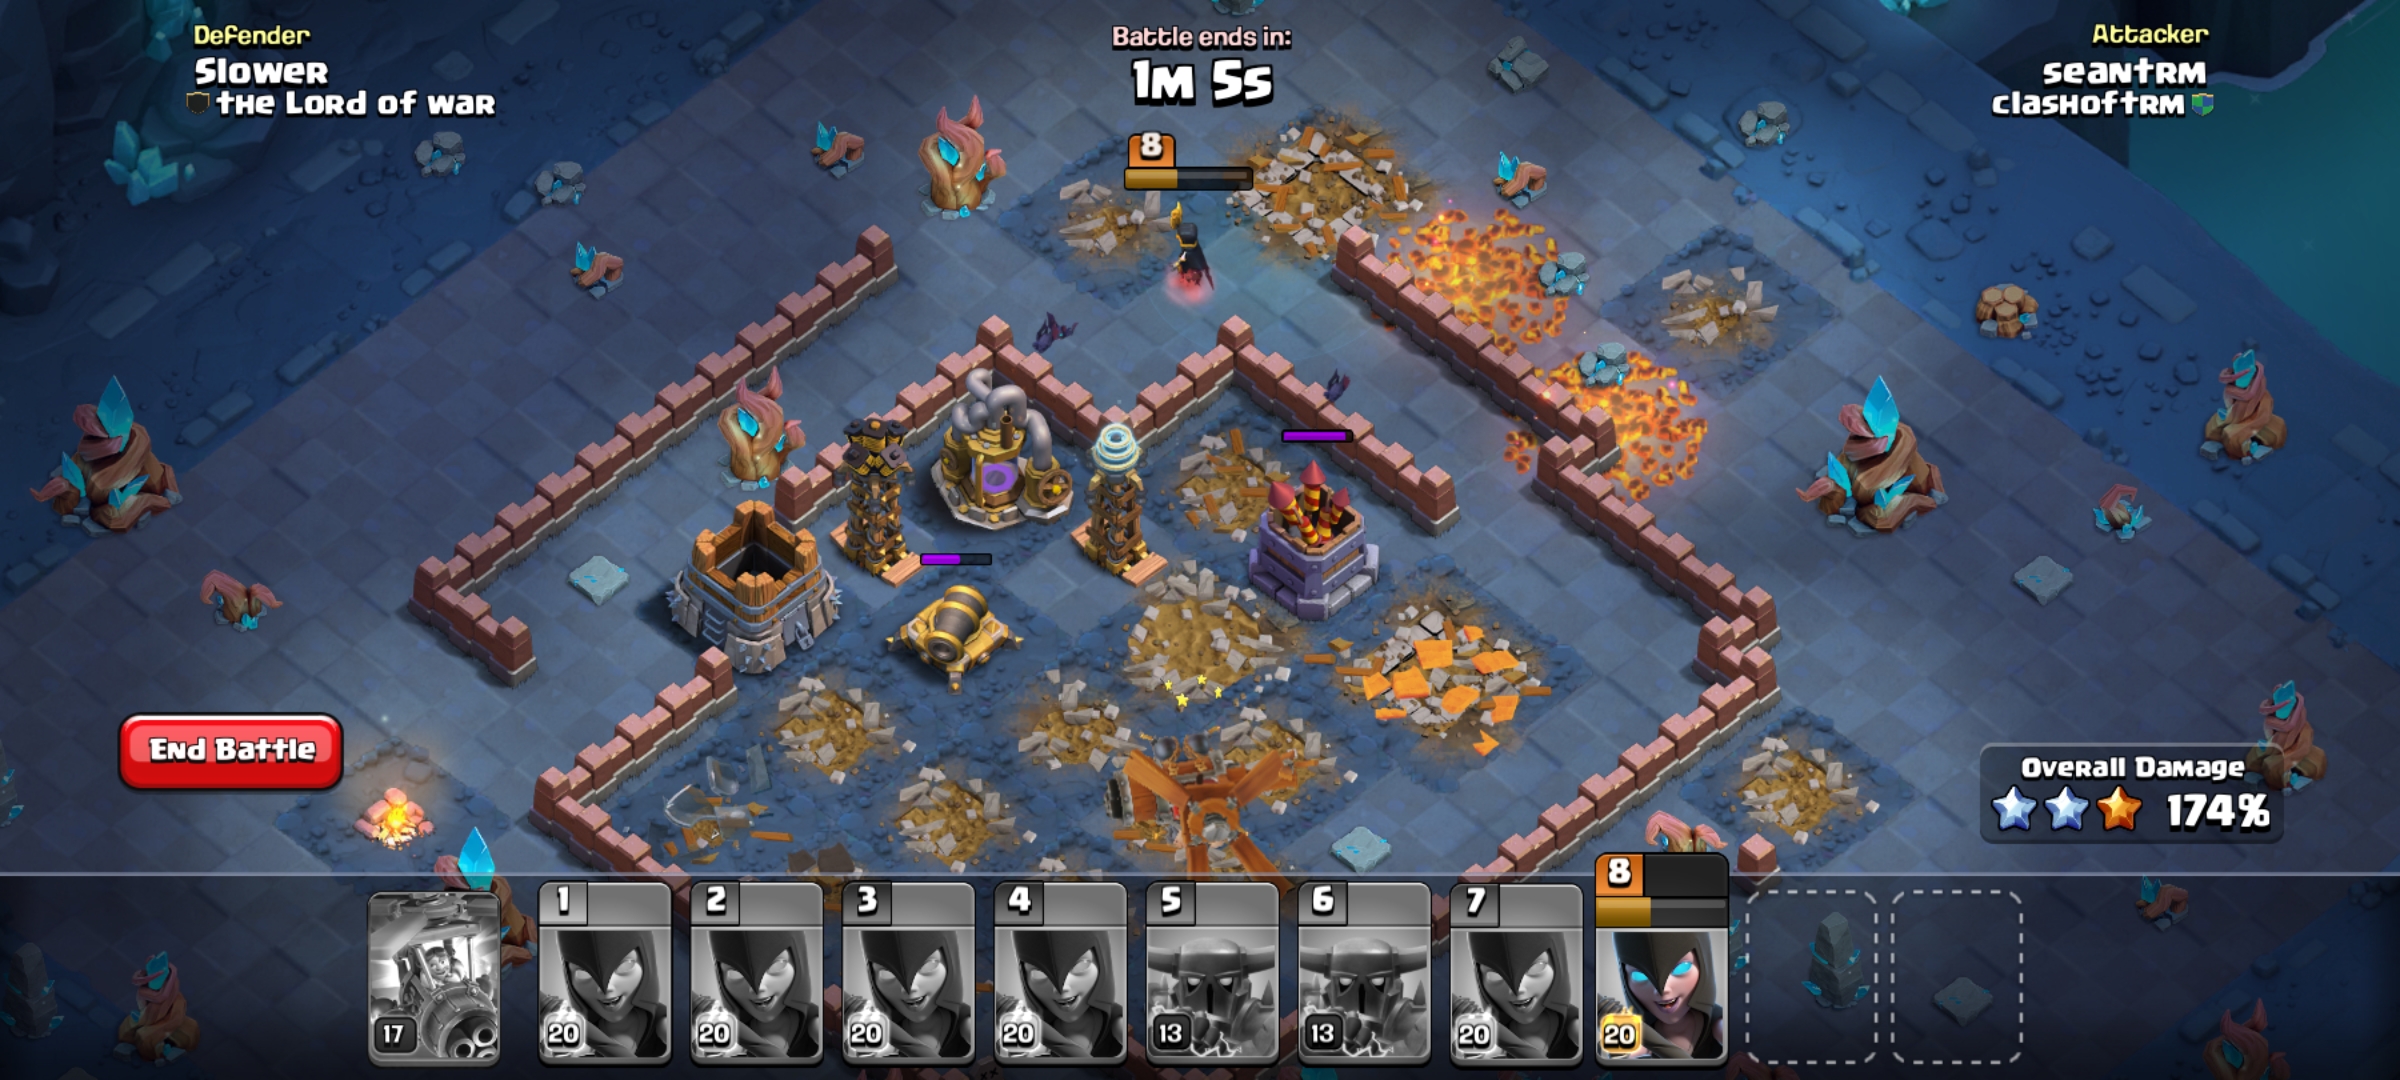 Defender
Slower
the Lord of war
Battle ends in:
1M 5s
Attacker
seantrm
clashoftrm
8
End Battle
Overall Damage
174%
1
2
3
4
5
6
7
8
17
20
20
20
20
13
13
20
20